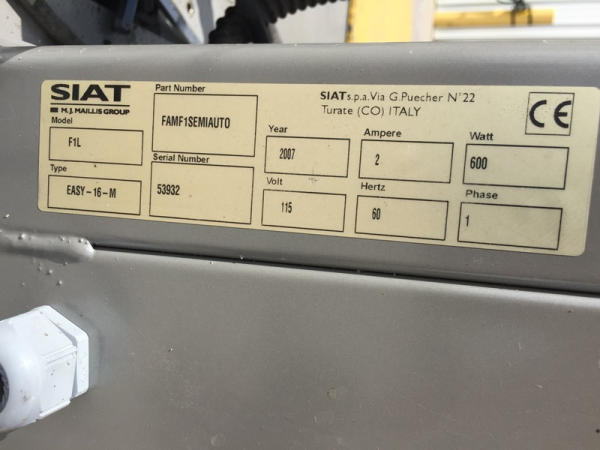 SIAT
M.J. MAILLIS GROUP
Model
F1L
Type
EASY-16-M
Part Number
FAMF1SEMIAUTO
Serial Number
53932
SIAT s.p.a. Via G.Puecher N°22
Turate (CO) ITALY
CE
Year
2007
Ampere
2
Watt
600
Volt
115
Hertz
60
Phase
1